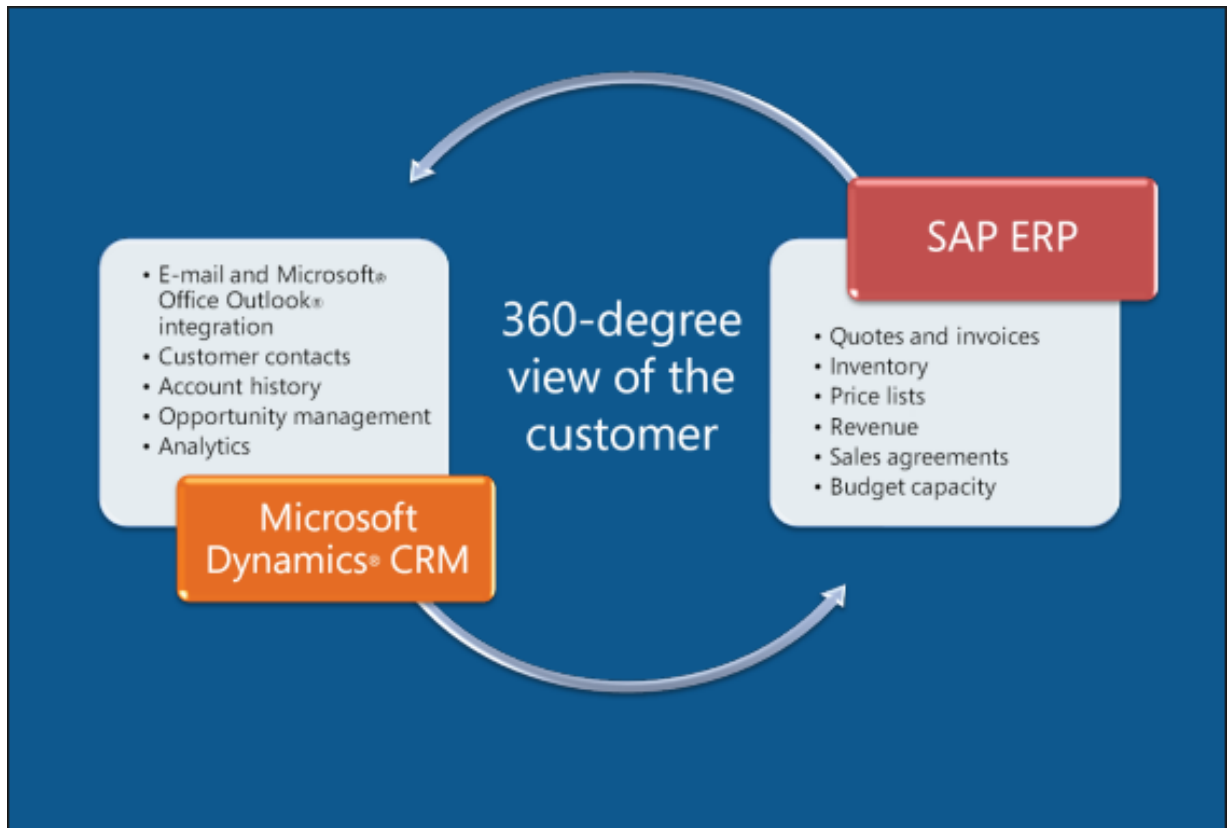 • E-mail and Microsoft®
Office Outlook®
integration
• Customer contacts
• Account history
• Opportunity management
• Analytics
Microsoft
Dynamics® CRM
360-degree
view of the
customer
SAP ERP
• Quotes and invoices
• Inventory
• Price lists
• Revenue
• Sales agreements
• Budget capacity